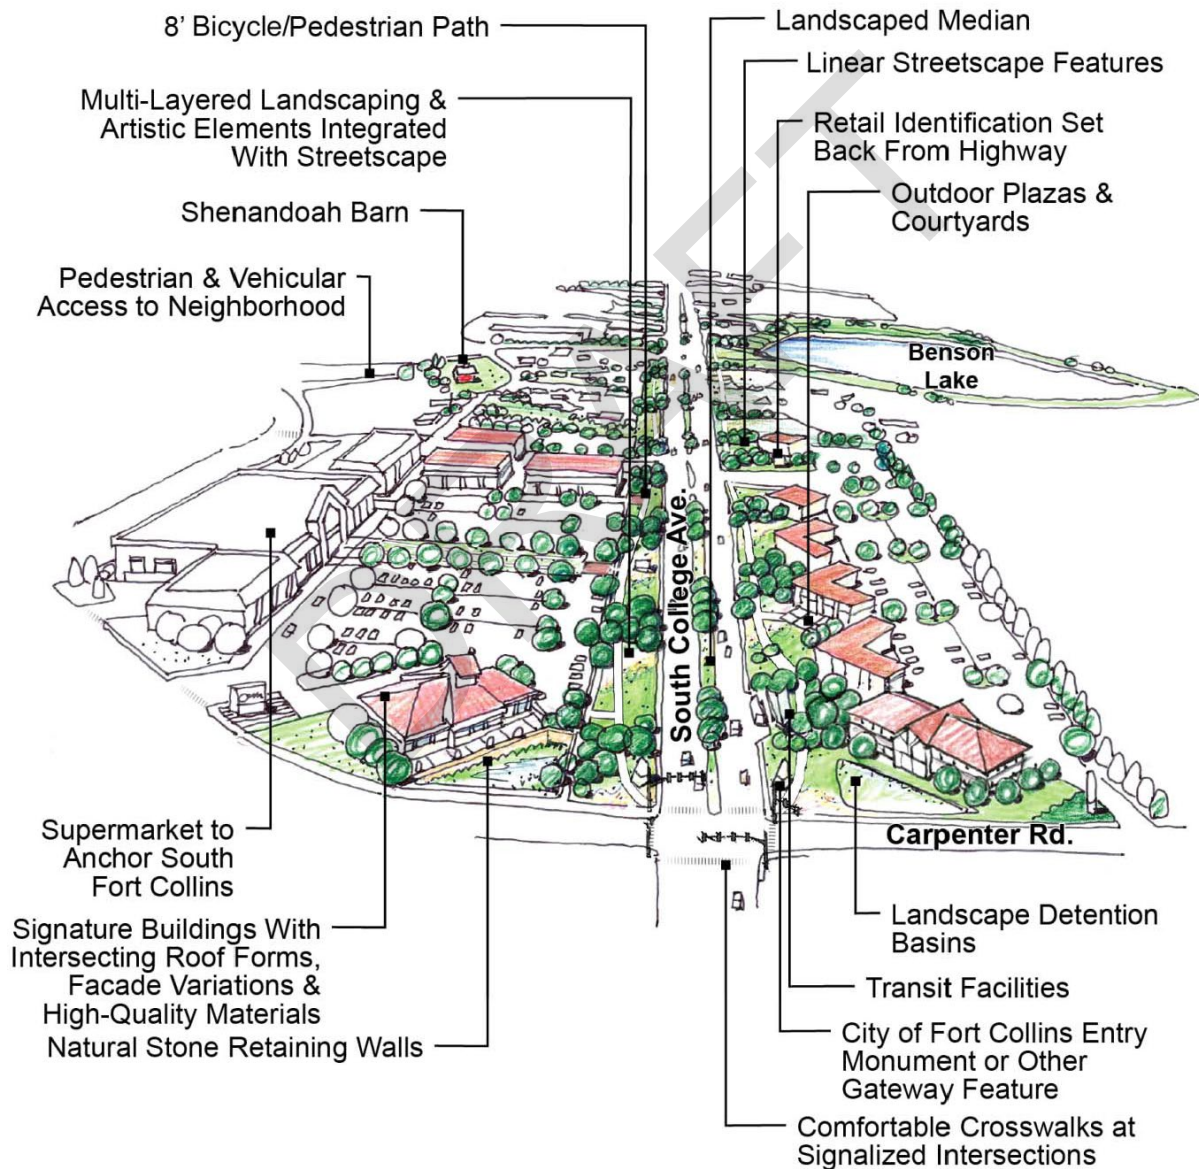 8' Bicycle/Pedestrian Path
Multi-Layered Landscaping &
Artistic Elements Integrated
With Streetscape
Shenandoah Barn
Pedestrian & Vehicular
Access to Neighborhood
Landscaped Median
Linear Streetscape Features
Retail Identification Set
Back From Highway
Outdoor Plazas &
Courtyards
Benson
Lake
South College Ave.
Carpenter Rd.
DRAFT
Supermarket to
Anchor South
Fort Collins
Signature Buildings With
Intersecting Roof Forms,
Facade Variations &
High-Quality Materials
Natural Stone Retaining Walls
Landscape Detention
Basins
Transit Facilities
City of Fort Collins Entry
Monument or Other
Gateway Feature
Comfortable Crosswalks at
Signalized Intersections